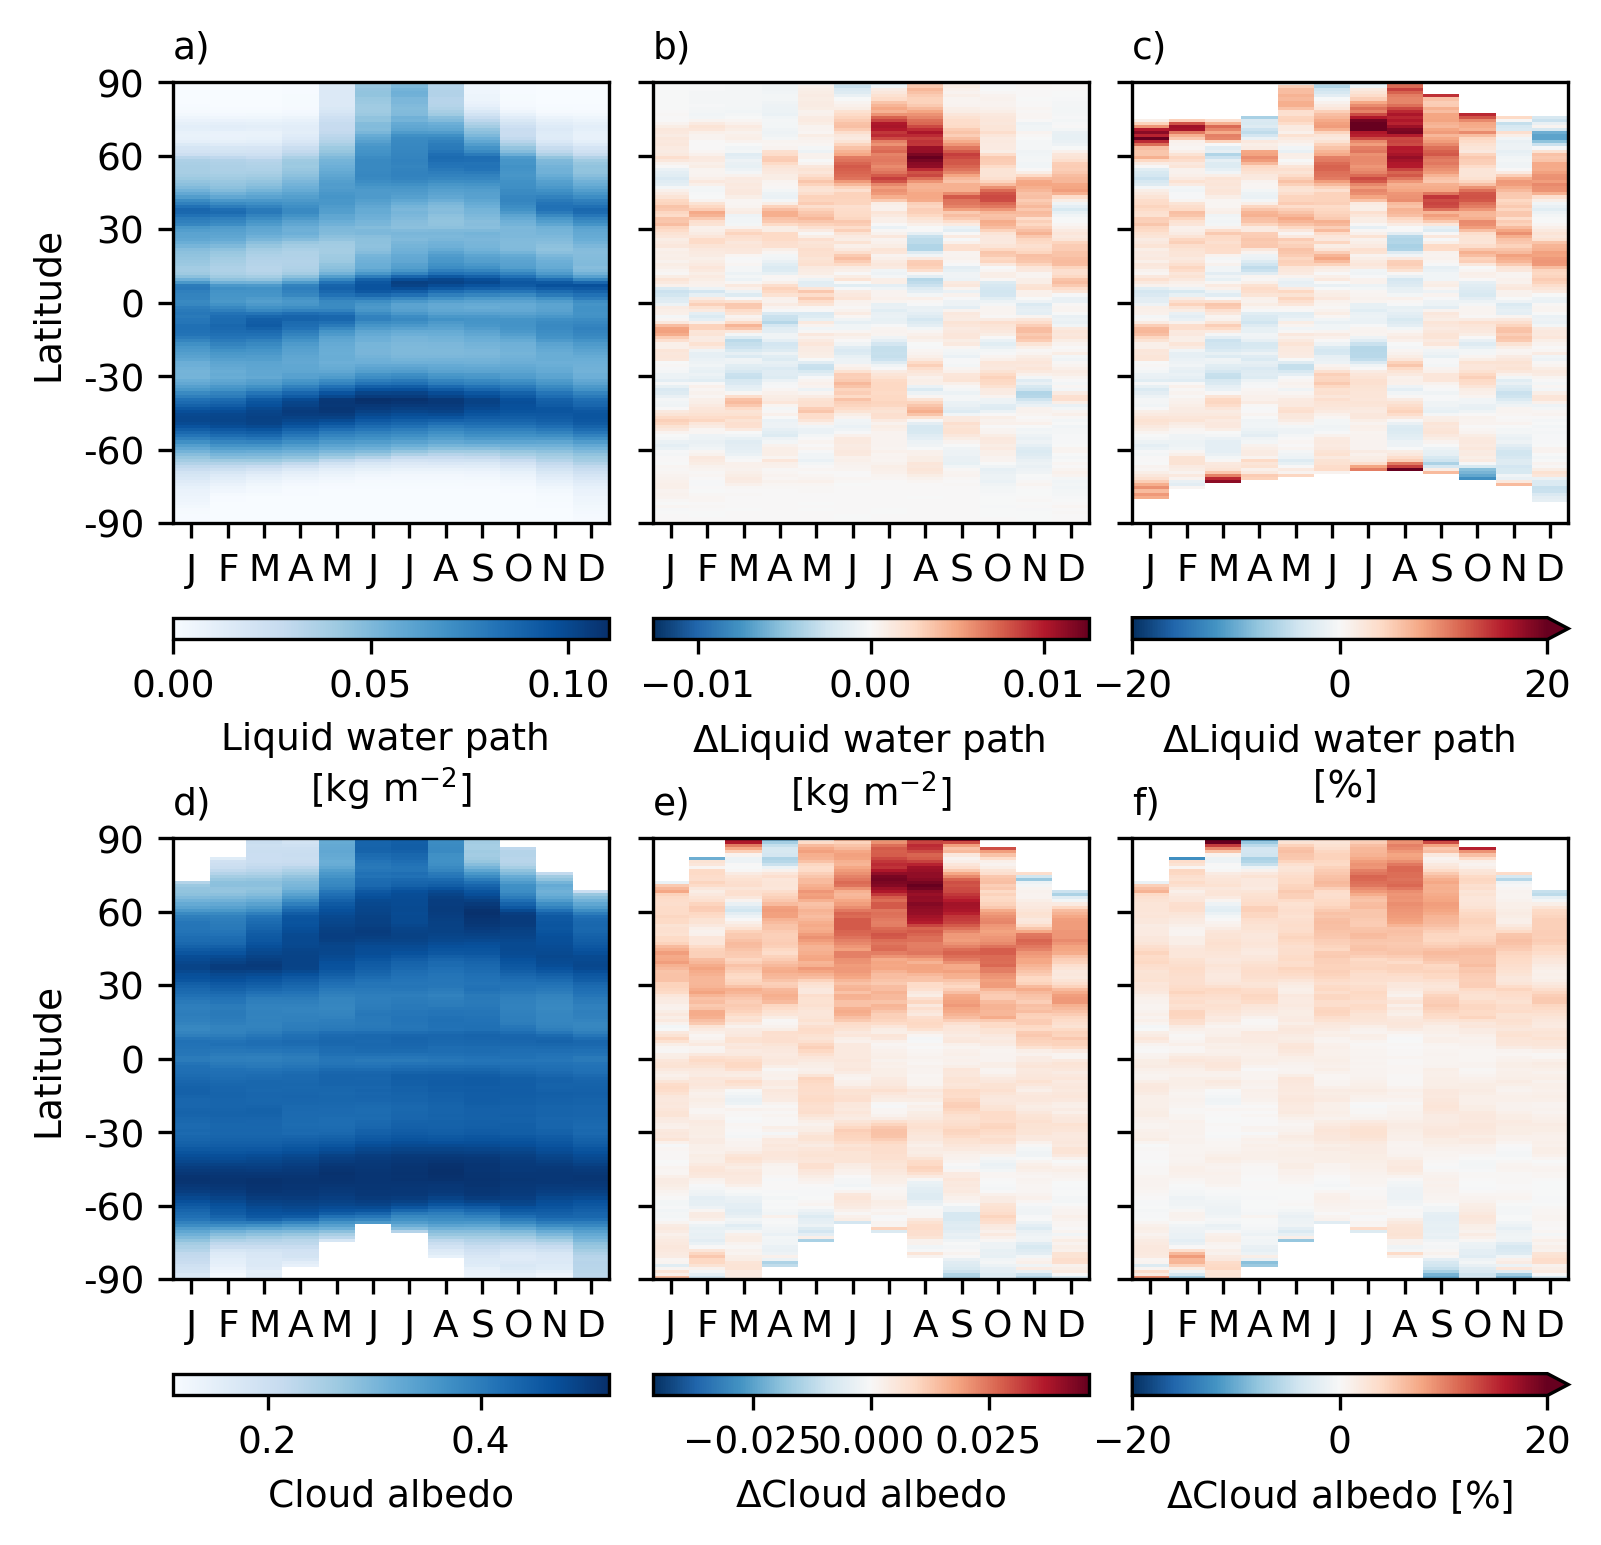 a)
b)
c)
90
60
30
0
-30
-60
-90
Latitude
J F M A M J J A S O N D
J F M A M J J A S O N D
J F M A M J J A S O N D
0.00 0.05 0.10
−0.01 0.00 0.01
−20 0 20
Liquid water path
[kg m⁻²]
ΔLiquid water path
[kg m⁻²]
ΔLiquid water path
[%]
d)
e)
f)
90
60
30
0
-30
-60
-90
Latitude
J F M A M J J A S O N D
J F M A M J J A S O N D
J F M A M J J A S O N D
0.2 0.4
−0.025 0.000 0.025
−20 0 20
Cloud albedo
ΔCloud albedo
ΔCloud albedo [%]